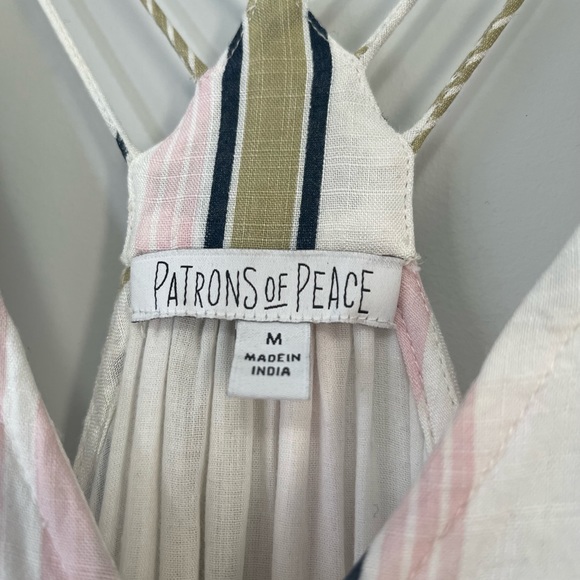 PATRONS OF PEACE
M
MADE IN
INDIA